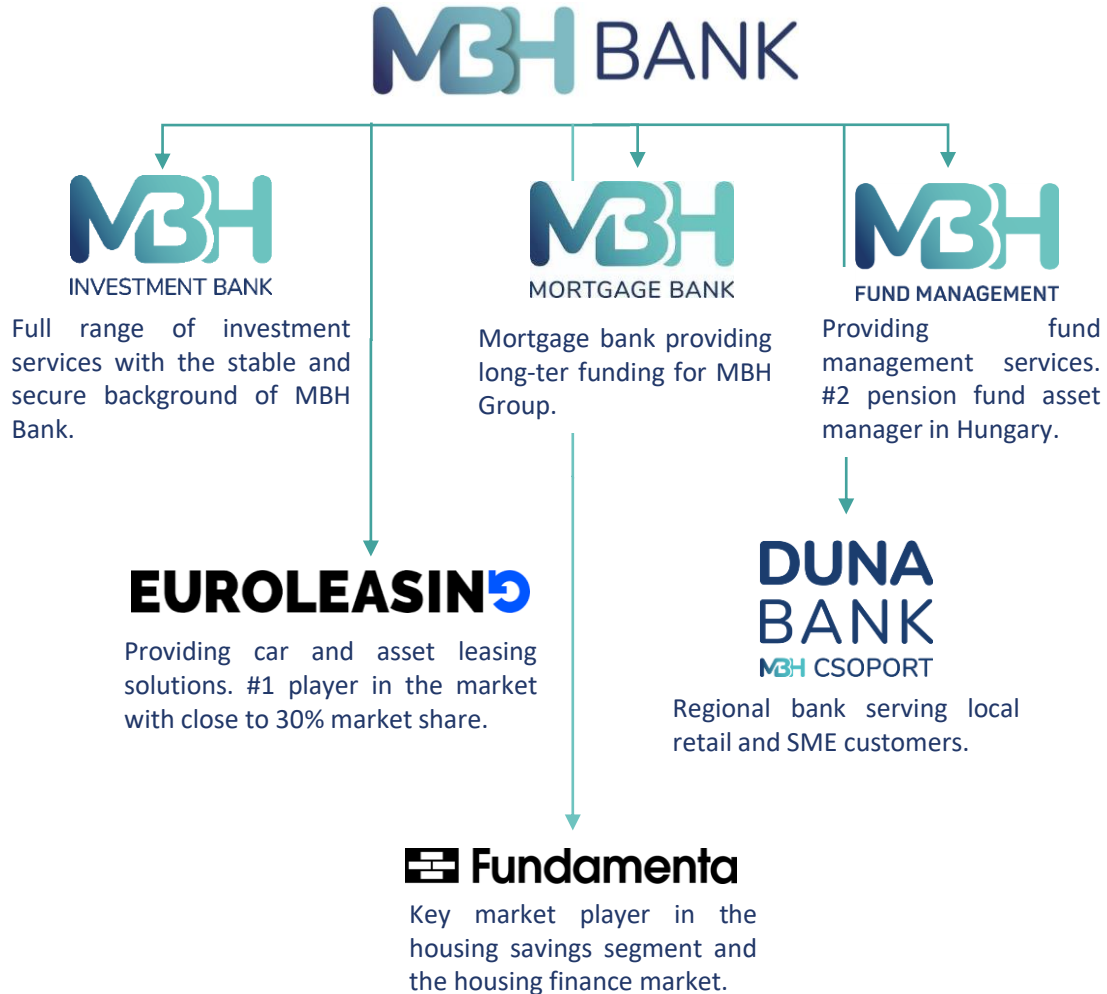 MBH BANK
MBH
INVESTMENT BANK
Full range of investment
services with the stable and
secure background of MBH
Bank.
MBH
MORTGAGE BANK
Mortgage bank providing
long-ter funding for MBH
Group.
MBH
FUND MANAGEMENT
Providing fund
management services.
#2 pension fund asset
manager in Hungary.
EUROLEASING
Providing car and asset leasing
solutions. #1 player in the market
with close to 30% market share.
DUNA
BANK
MBH CSOPORT
Regional bank serving local
retail and SME customers.
Fundamenta
Key market player in the
housing savings segment and
the housing finance market.